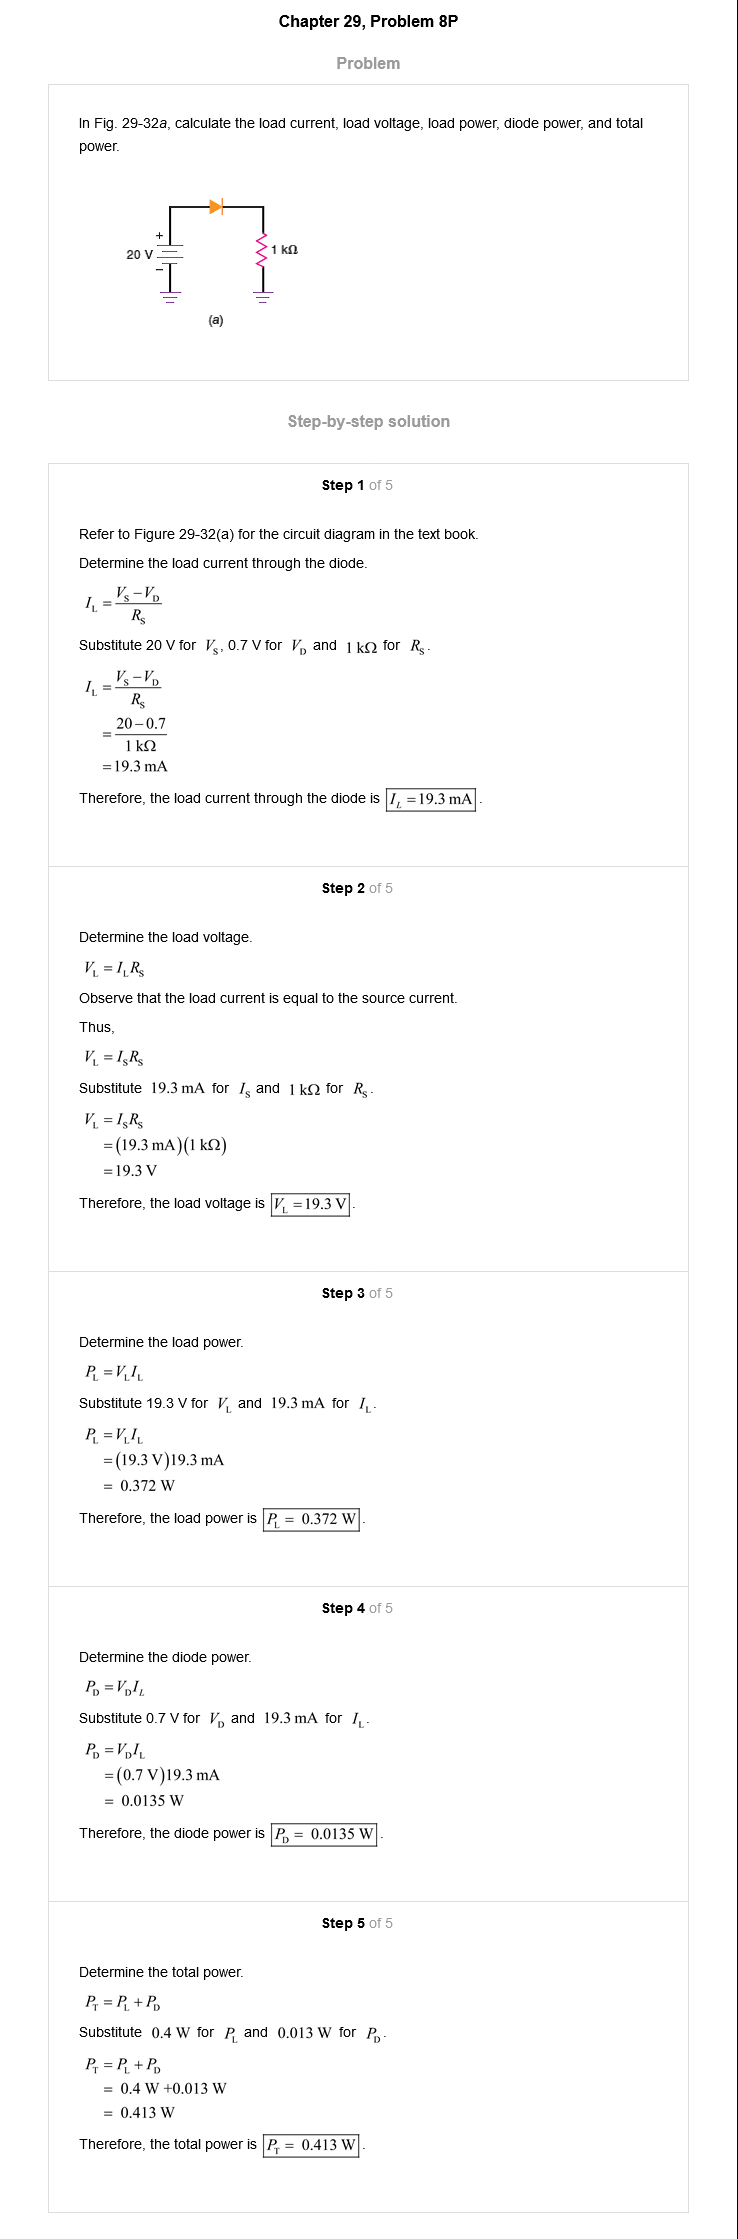 Chapter 29, Problem 8P
Problem
In Fig. 29-32a, calculate the load current, load voltage, load power, diode power, and total
power.
+
20 V
−
1 kΩ
(a)
Step-by-step solution
Step 1 of 5
Refer to Figure 29-32(a) for the circuit diagram in the text book.
Determine the load current through the diode.
I_L = (V_S − V_D) / R_S
Substitute 20 V for V_S, 0.7 V for V_D and 1 kΩ for R_S.
I_L = (V_S − V_D) / R_S
= (20 − 0.7) / 1 kΩ
= 19.3 mA
Therefore, the load current through the diode is I_L = 19.3 mA.
Step 2 of 5
Determine the load voltage.
V_L = I_L R_S
Observe that the load current is equal to the source current.
Thus,
V_L = I_S R_S
Substitute 19.3 mA for I_S and 1 kΩ for R_S.
V_L = I_S R_S
= (19.3 mA)(1 kΩ)
= 19.3 V
Therefore, the load voltage is V_L = 19.3 V.
Step 3 of 5
Determine the load power.
P_L = V_L I_L
Substitute 19.3 V for V_L and 19.3 mA for I_L.
P_L = V_L I_L
= (19.3 V)19.3 mA
= 0.372 W
Therefore, the load power is P_L = 0.372 W.
Step 4 of 5
Determine the diode power.
P_D = V_D I_L
Substitute 0.7 V for V_D and 19.3 mA for I_L.
P_D = V_D I_L
= (0.7 V)19.3 mA
= 0.0135 W
Therefore, the diode power is P_D = 0.0135 W.
Step 5 of 5
Determine the total power.
P_T = P_L + P_D
Substitute 0.4 W for P_L and 0.013 W for P_D.
P_T = P_L + P_D
= 0.4 W +0.013 W
= 0.413 W
Therefore, the total power is P_T = 0.413 W.